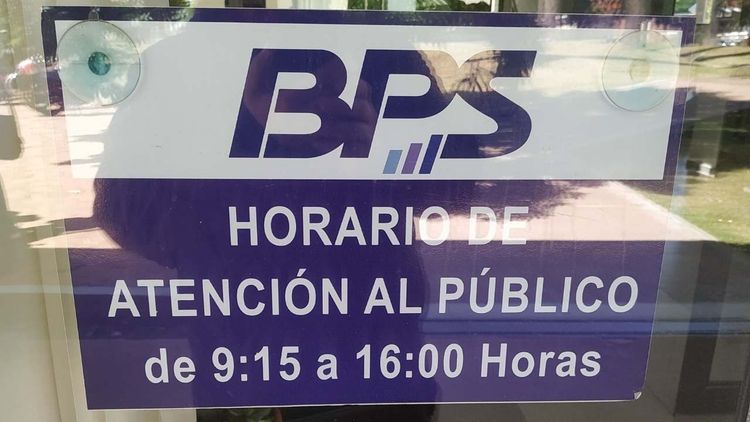 BPS
HORARIO DE
ATENCIÓN AL PÚBLICO
de 9:15 a 16:00 Horas